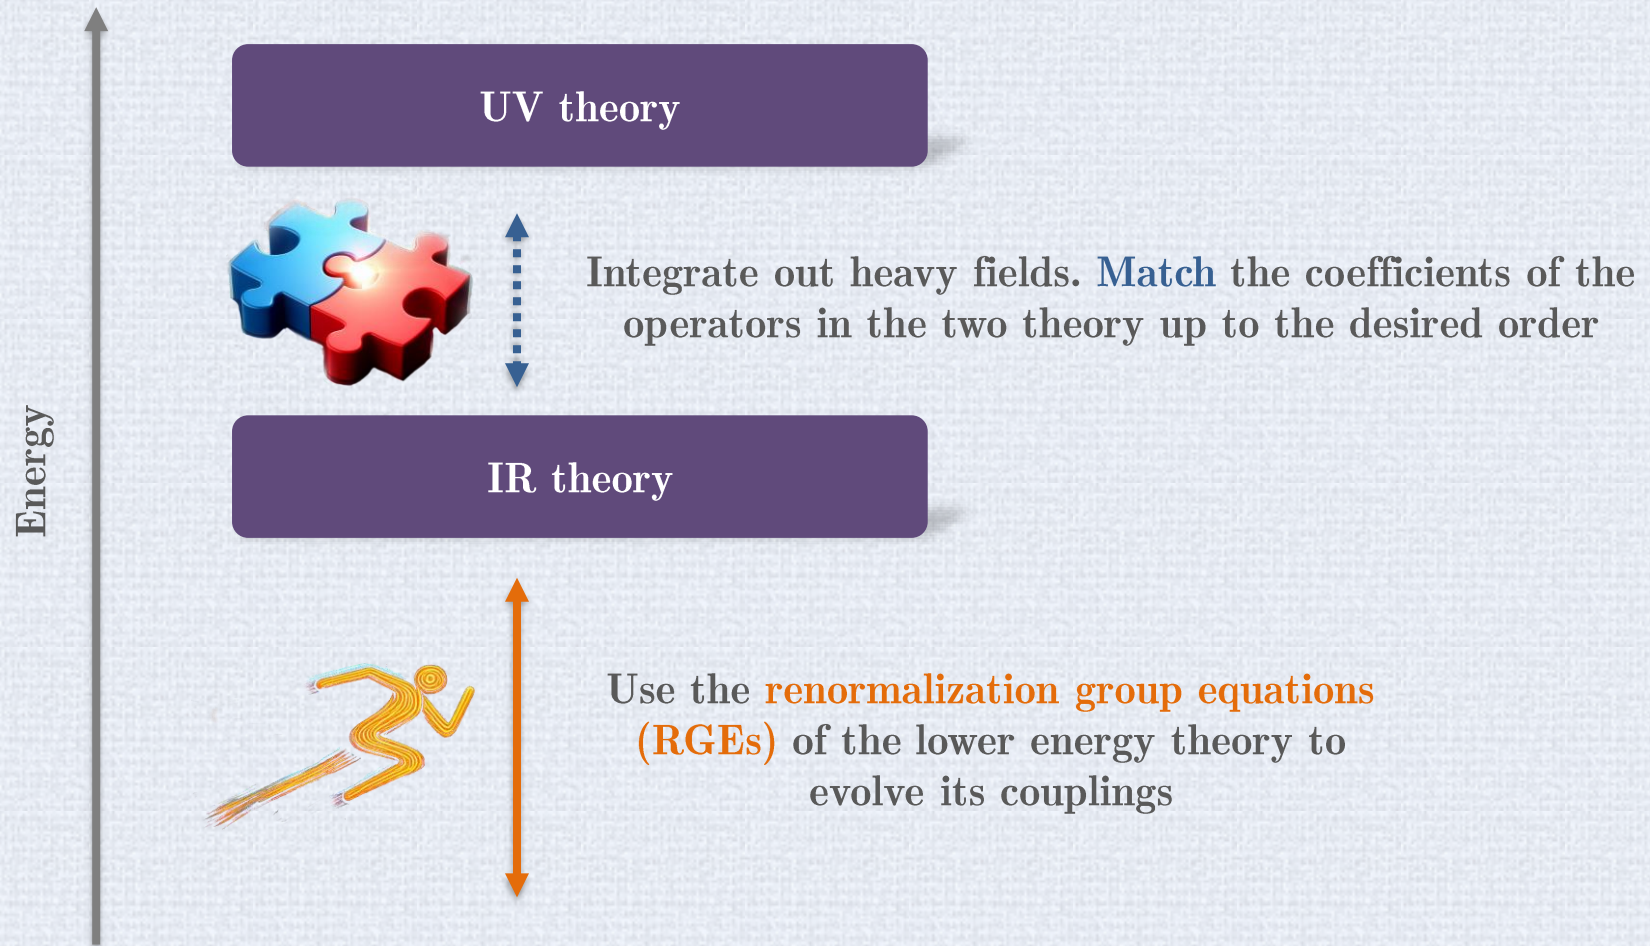 UV theory
Integrate out heavy fields. Match the coefficients of the
operators in the two theory up to the desired order
Energy
IR theory
Use the renormalization group equations
(RGEs) of the lower energy theory to
evolve its couplings